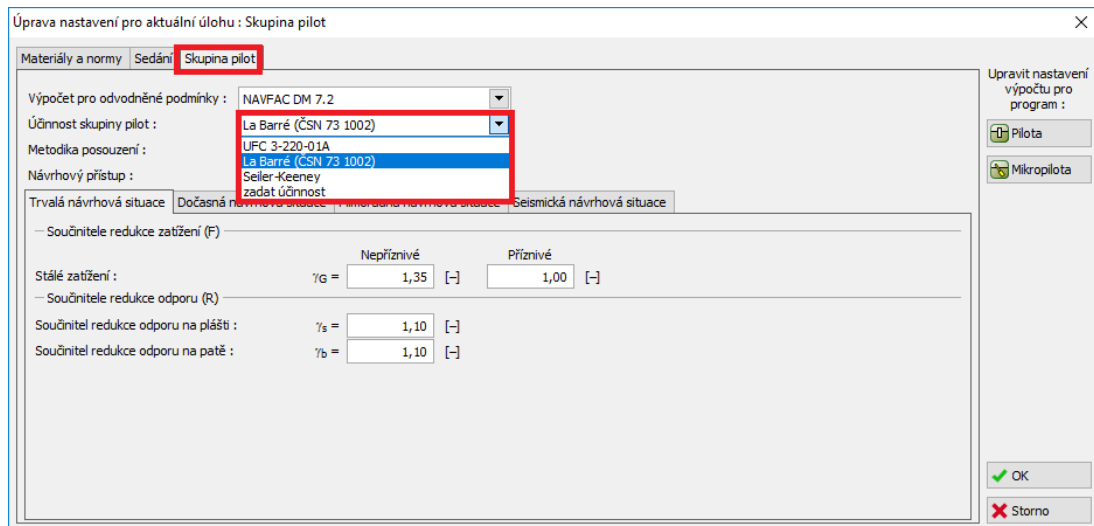 Úprava nastavení pro aktuální úlohu : Skupina pilot
Materiály a normy Sedání Skupina pilot
Výpočet pro odvodněné podmínky : NAVFAC DM 7.2
Účinnost skupiny pilot : La Barré (ČSN 73 1002)
UFC 3-220-01A
Metodika posouzení : La Barré (ČSN 73 1002)
Seiler-Keeney
Návrhový přístup : zadat účinnost
Trvalá návrhová situace Dočasná návrhová situace Mimořádná návrhová situace Seismická návrhová situace
Součinitele redukce zatížení (F)
Nepříznivé Příznivé
Stálé zatížení : γG = 1,35 [–] 1,00 [–]
Součinitele redukce odporu (R)
Součinitel redukce odporu na plášti : γs = 1,10 [–]
Součinitel redukce odporu na patě : γb = 1,10 [–]
Upravit nastavení
výpočtu pro
program :
Pilota
Mikropilota
OK
Storno